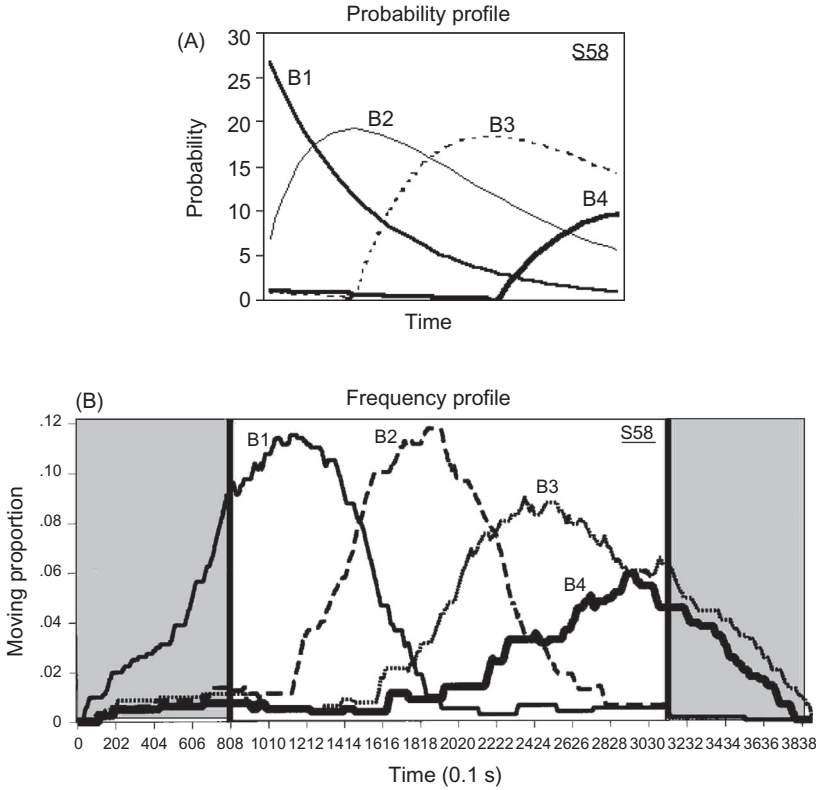 Probability profile
(A)
30
S58
B1
25
B2
B3
20
Probability
15
B4
10
5
0
Time
(B)
Frequency profile
.12
B1
B2
S58
.10
B3
.08
Moving proportion
.06
B4
.04
.02
0
0 202 404 606 808 1010 1212 1414 1616 1818 2020 2222 2424 2626 2828 3030 3232 3434 3636 3838
Time (0.1 s)